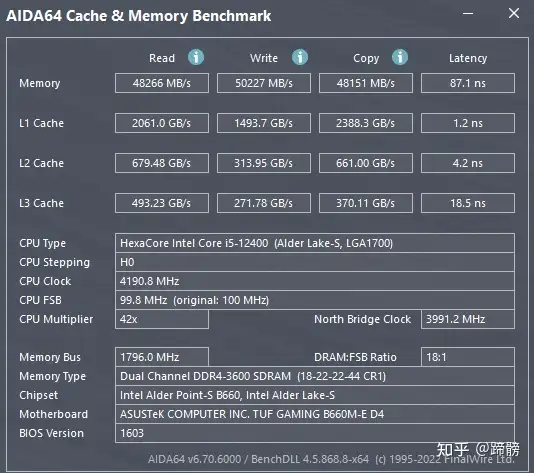 AIDA64 Cache & Memory Benchmark
Read Write Copy Latency
Memory 48266 MB/s 50227 MB/s 48151 MB/s 87.1 ns
L1 Cache 2061.0 GB/s 1493.7 GB/s 2388.3 GB/s 1.2 ns
L2 Cache 679.48 GB/s 313.95 GB/s 661.00 GB/s 4.2 ns
L3 Cache 493.23 GB/s 271.78 GB/s 370.11 GB/s 18.5 ns
CPU Type HexaCore Intel Core i5-12400 (Alder Lake-S, LGA1700)
CPU Stepping H0
CPU Clock 4190.8 MHz
CPU FSB 99.8 MHz (original: 100 MHz)
CPU Multiplier 42x North Bridge Clock 3991.2 MHz
Memory Bus 1796.0 MHz DRAM:FSB Ratio 18:1
Memory Type Dual Channel DDR4-3600 SDRAM (18-22-22-44 CR1)
Chipset Intel Alder Point-S B660, Intel Alder Lake-S
Motherboard ASUSTeK COMPUTER INC. TUF GAMING B660M-E D4
BIOS Version 1603
知乎 @蹄髈
AIDA64 v6.70.6000 / BenchDLL 4.5.868.8-x64 (c) 1995-2022 FinalWire Ltd.